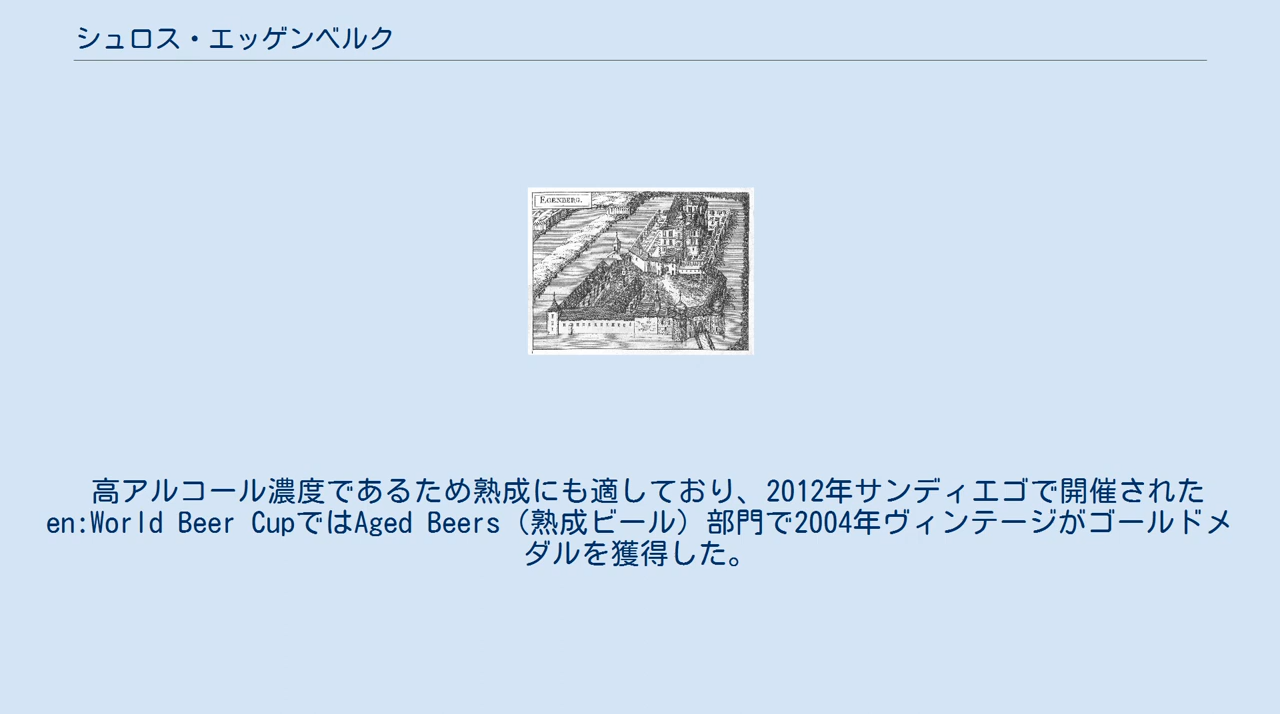 シュロス・エッゲンベルク
EGENBERG.
高アルコール濃度であるため熟成にも適しており、2012年サンディエゴで開催された
en:World Beer CupではAged Beers（熟成ビール）部門で2004年ヴィンテージがゴールドメ
ダルを獲得した。